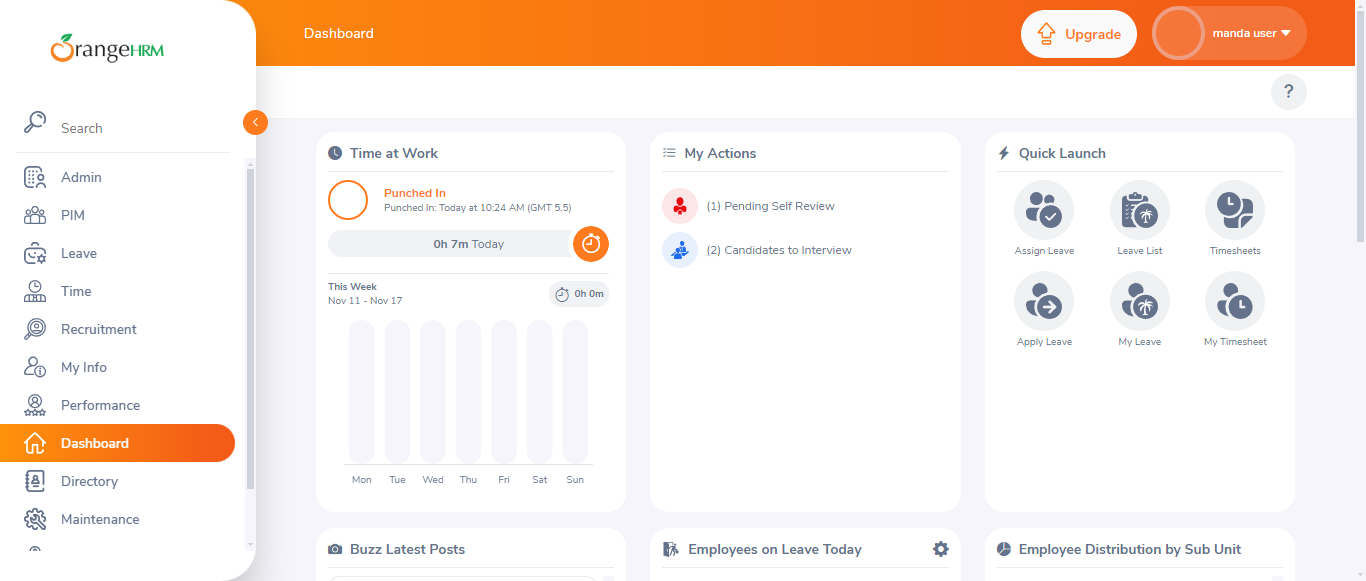 OrangeHRM
Dashboard
Upgrade
manda user
?
Search
Admin
PIM
Leave
Time
Recruitment
My Info
Performance
Dashboard
Directory
Maintenance
Time at Work
Punched In
Punched In: Today at 10:24 AM (GMT 5.5)
0h 7m Today
This Week
Nov 11 - Nov 17
0h 0m
Mon Tue Wed Thu Fri Sat Sun
My Actions
(1) Pending Self Review
(2) Candidates to Interview
Quick Launch
Assign Leave Leave List Timesheets
Apply Leave My Leave My Timesheet
Buzz Latest Posts
Employees on Leave Today
Employee Distribution by Sub Unit